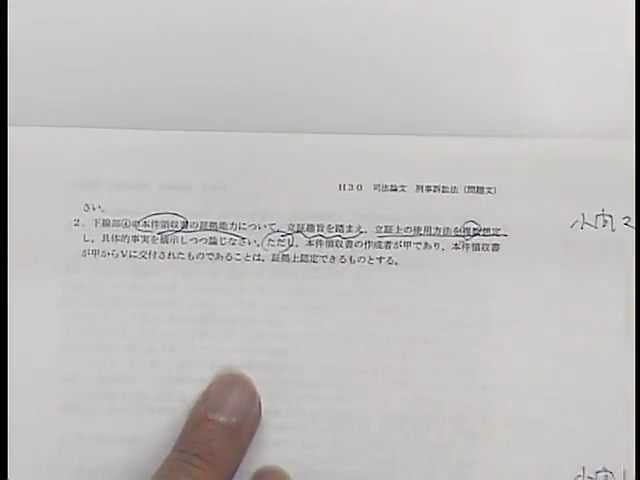 H30 司法論文 刑事訴訟法（問題文）
さい。
2．下線部④の本件領収書の証拠能力について，立証趣旨を踏まえ，立証上の使用方法を複数想定
し，具体的事実を摘示しつつ論じなさい。ただし，本件領収書の作成者が甲であり，本件領収書
が甲からVに交付されたものであることは，証拠上認定できるものとする。
小内2